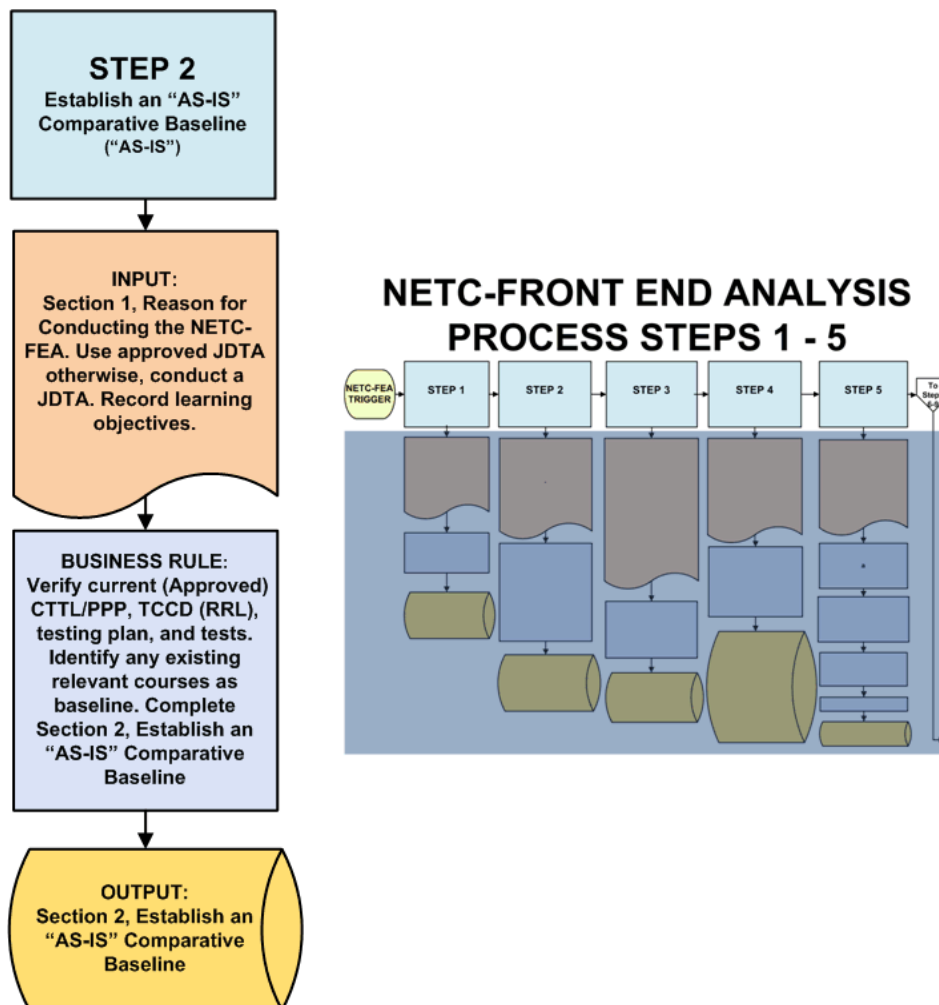 STEP 2
Establish an “AS-IS”
Comparative Baseline
(“AS-IS”)
INPUT:
Section 1, Reason for
Conducting the NETC-
FEA. Use approved JDTA
otherwise, conduct a
JDTA. Record learning
objectives.
BUSINESS RULE:
Verify current (Approved)
CTTL/PPP, TCCD (RRL),
testing plan, and tests.
Identify any existing
relevant courses as
baseline. Complete
Section 2, Establish an
“AS-IS” Comparative
Baseline
OUTPUT:
Section 2, Establish an
“AS-IS” Comparative
Baseline
NETC-FRONT END ANALYSIS
PROCESS STEPS 1 - 5
NETC-FEA
TRIGGER
STEP 1
STEP 2
STEP 3
STEP 4
STEP 5
To
Step
6-9